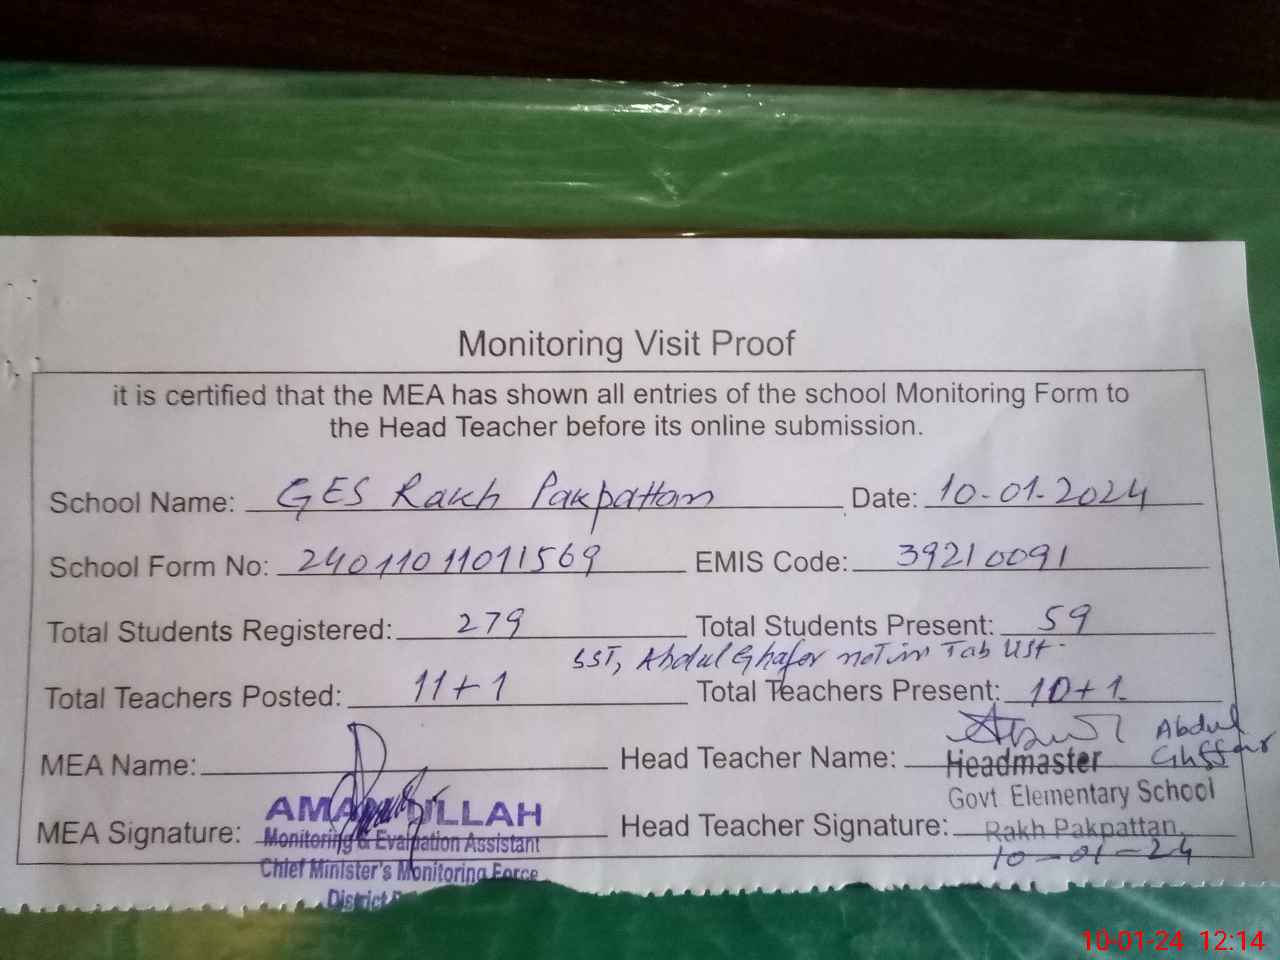 Monitoring Visit Proof
it is certified that the MEA has shown all entries of the school Monitoring Form to
the Head Teacher before its online submission.
School Name: GES Rakh Pakpattan Date: 10-01-2024
School Form No: 24011011011569 EMIS Code: 39210091
Total Students Registered: 279 Total Students Present: 59
SST, Abdul Ghafor not in Tab list.
Total Teachers Posted: 11+1 Total Teachers Present: 10+1
MEA Name: Head Teacher Name: Abdul Ghffar
Headmaster
Govt Elementary School
MEA Signature: AMANULLAH Head Teacher Signature: Rakh Pakpattan,
Monitoring & Evaluation Assistant
10-01-24
Chief Minister's Monitoring Force
District
10-01-24 12:14